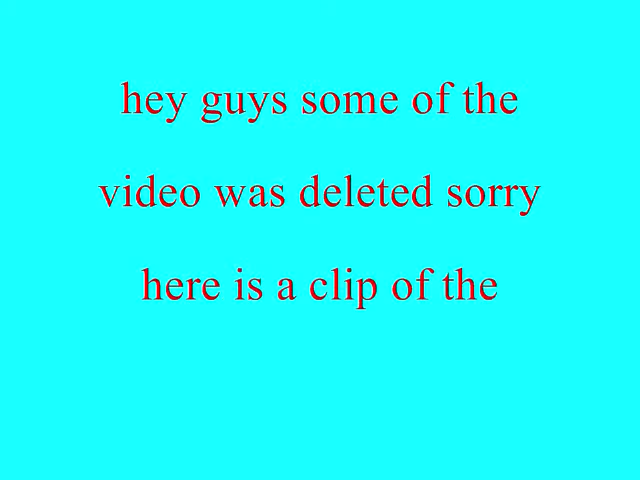 hey guys some of the
video was deleted sorry
here is a clip of the